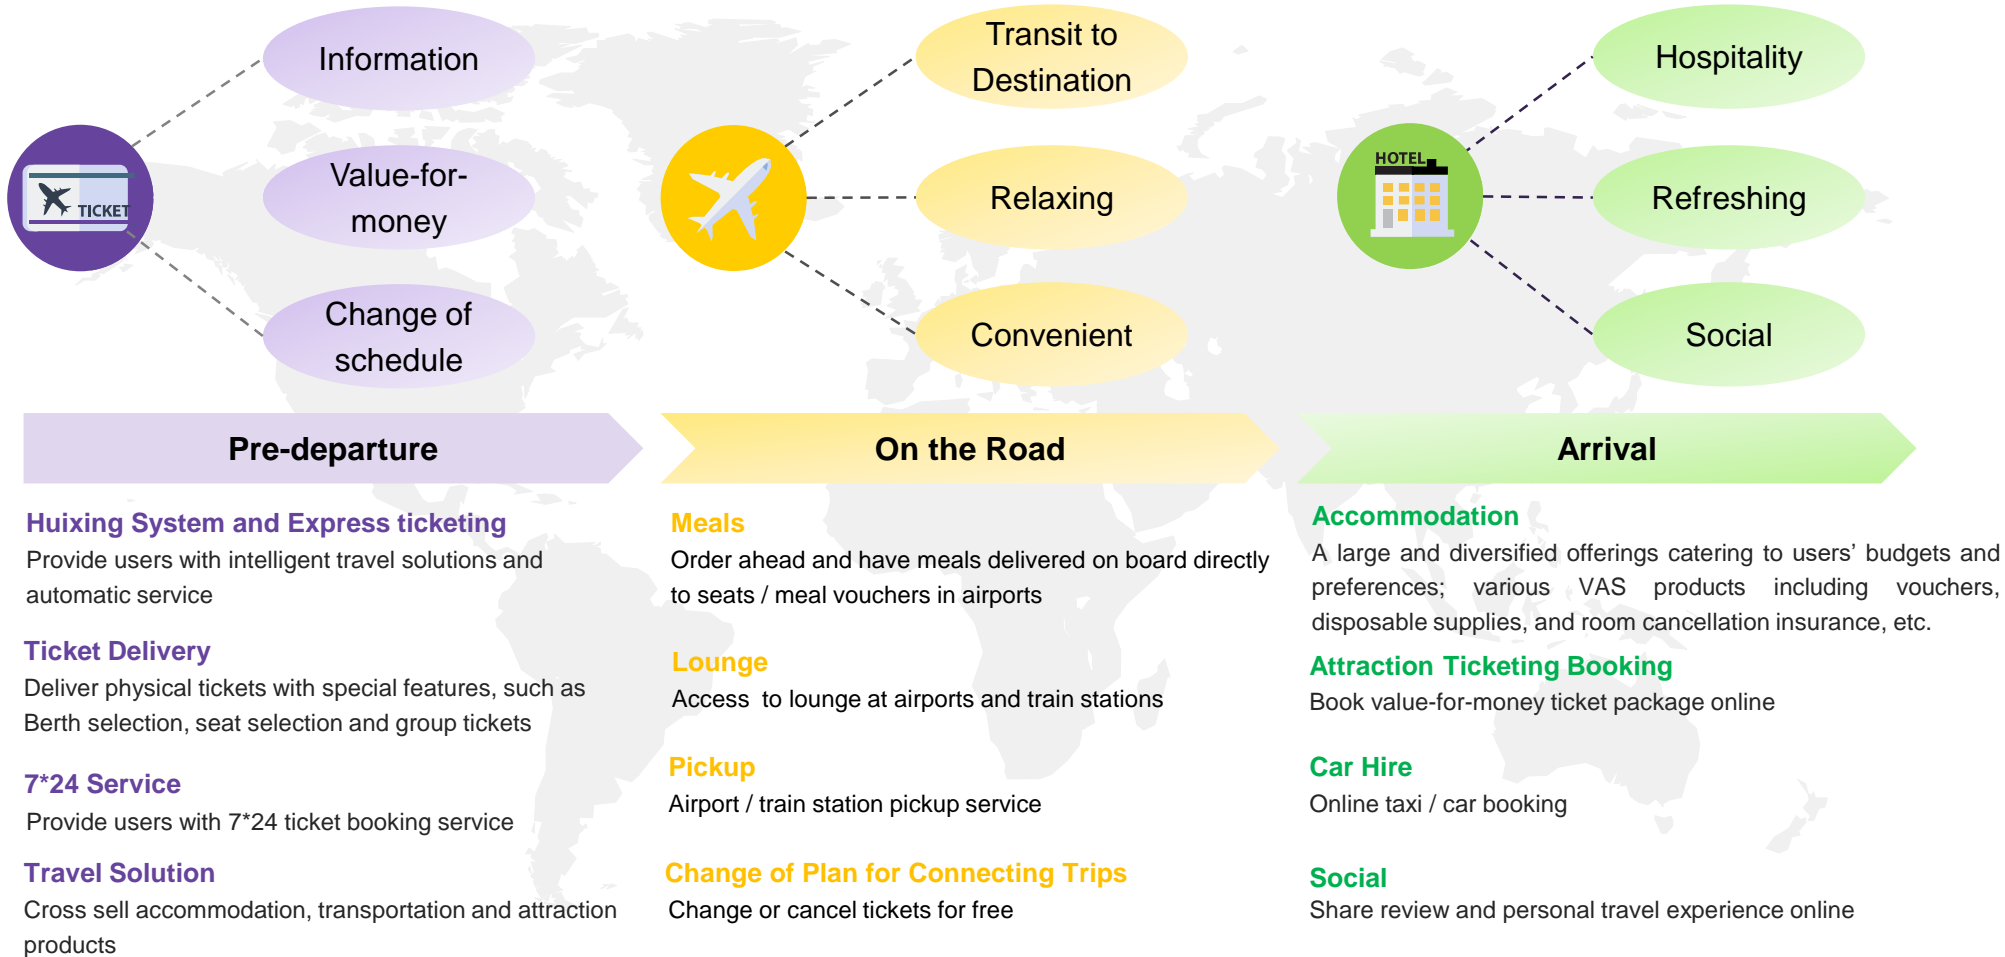 Information
Value-for-
money
Change of
schedule
TICKET
Transit to
Destination
Relaxing
Convenient
HOTEL
Hospitality
Refreshing
Social
Pre-departure
Huixing System and Express ticketing
Provide users with intelligent travel solutions and
automatic service
Ticket Delivery
Deliver physical tickets with special features, such as
Berth selection, seat selection and group tickets
7*24 Service
Provide users with 7*24 ticket booking service
Travel Solution
Cross sell accommodation, transportation and attraction
products
On the Road
Meals
Order ahead and have meals delivered on board directly
to seats / meal vouchers in airports
Lounge
Access to lounge at airports and train stations
Pickup
Airport / train station pickup service
Change of Plan for Connecting Trips
Change or cancel tickets for free
Arrival
Accommodation
A large and diversified offerings catering to users’ budgets and
preferences; various VAS products including vouchers,
disposable supplies, and room cancellation insurance, etc.
Attraction Ticketing Booking
Book value-for-money ticket package online
Car Hire
Online taxi / car booking
Social
Share review and personal travel experience online